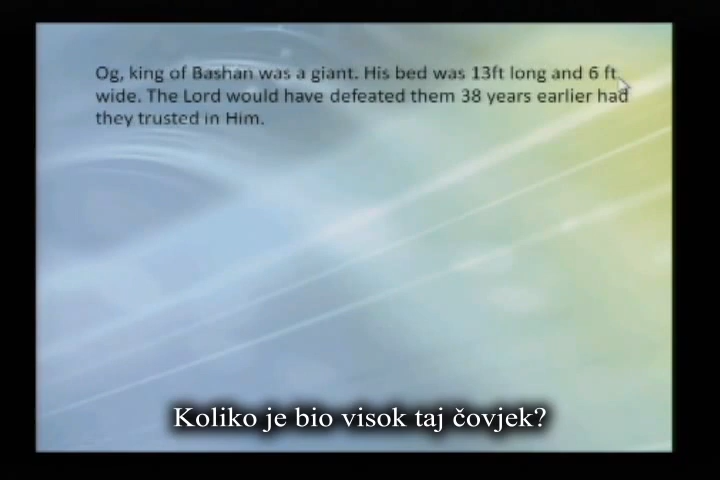 Og, king of Bashan was a giant. His bed was 13ft long and 6 ft
wide. The Lord would have defeated them 38 years earlier had
they trusted in Him.
Koliko je bio visok taj čovjek?